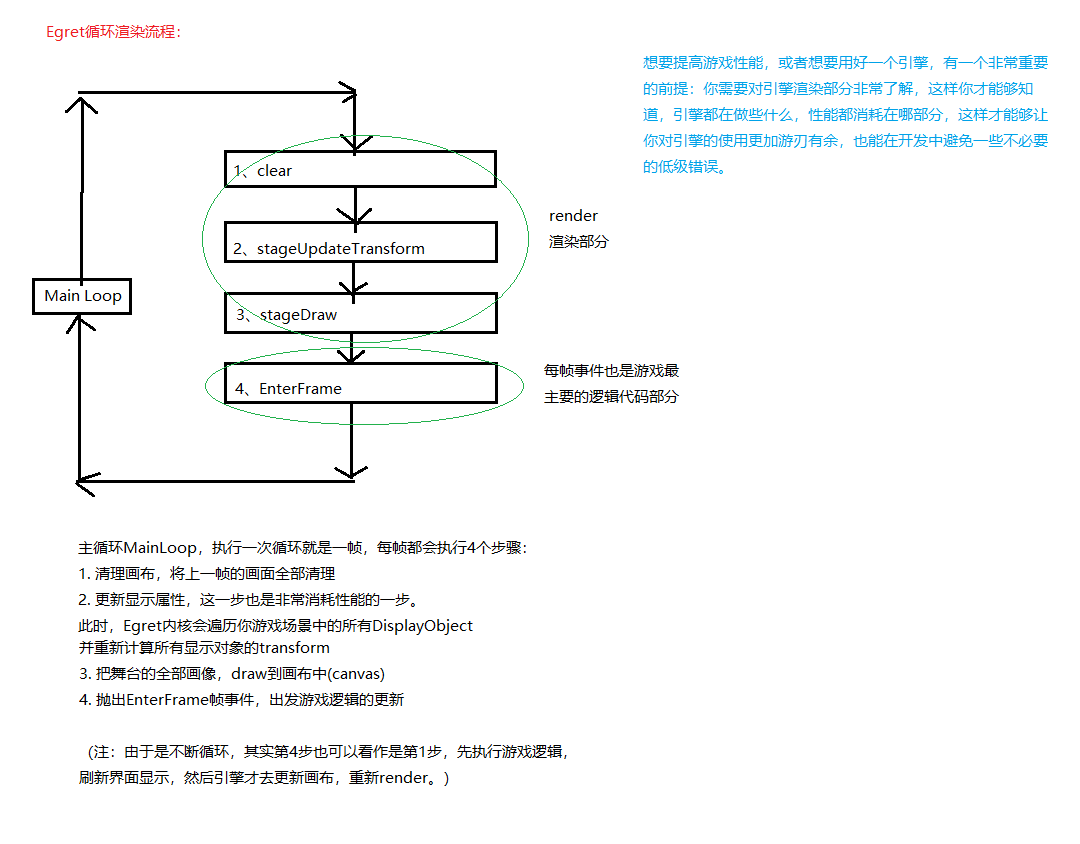 Egret循环渲染流程：
想要提高游戏性能，或者想要用好一个引擎，有一个非常重要
的前提：你需要对引擎渲染部分非常了解，这样你才能够知
道，引擎都在做些什么，性能都消耗在哪部分，这样才能够让
你对引擎的使用更加游刃有余，也能在开发中避免一些不必要
的低级错误。
1、clear
2、stageUpdateTransform
3、stageDraw
4、EnterFrame
render
渲染部分
Main Loop
每帧事件也是游戏最
主要的逻辑代码部分
主循环MainLoop，执行一次循环就是一帧，每帧都会执行4个步骤：
1. 清理画布，将上一帧的画面全部清理
2. 更新显示属性，这一步也是非常消耗性能的一步。
此时，Egret内核会遍历你游戏场景中的所有DisplayObject
并重新计算所有显示对象的transform
3. 把舞台的全部画像，draw到画布中(canvas)
4. 抛出EnterFrame帧事件，出发游戏逻辑的更新
（注：由于是不断循环，其实第4步也可以看作是第1步，先执行游戏逻辑，
刷新界面显示，然后引擎才去更新画布，重新render。）